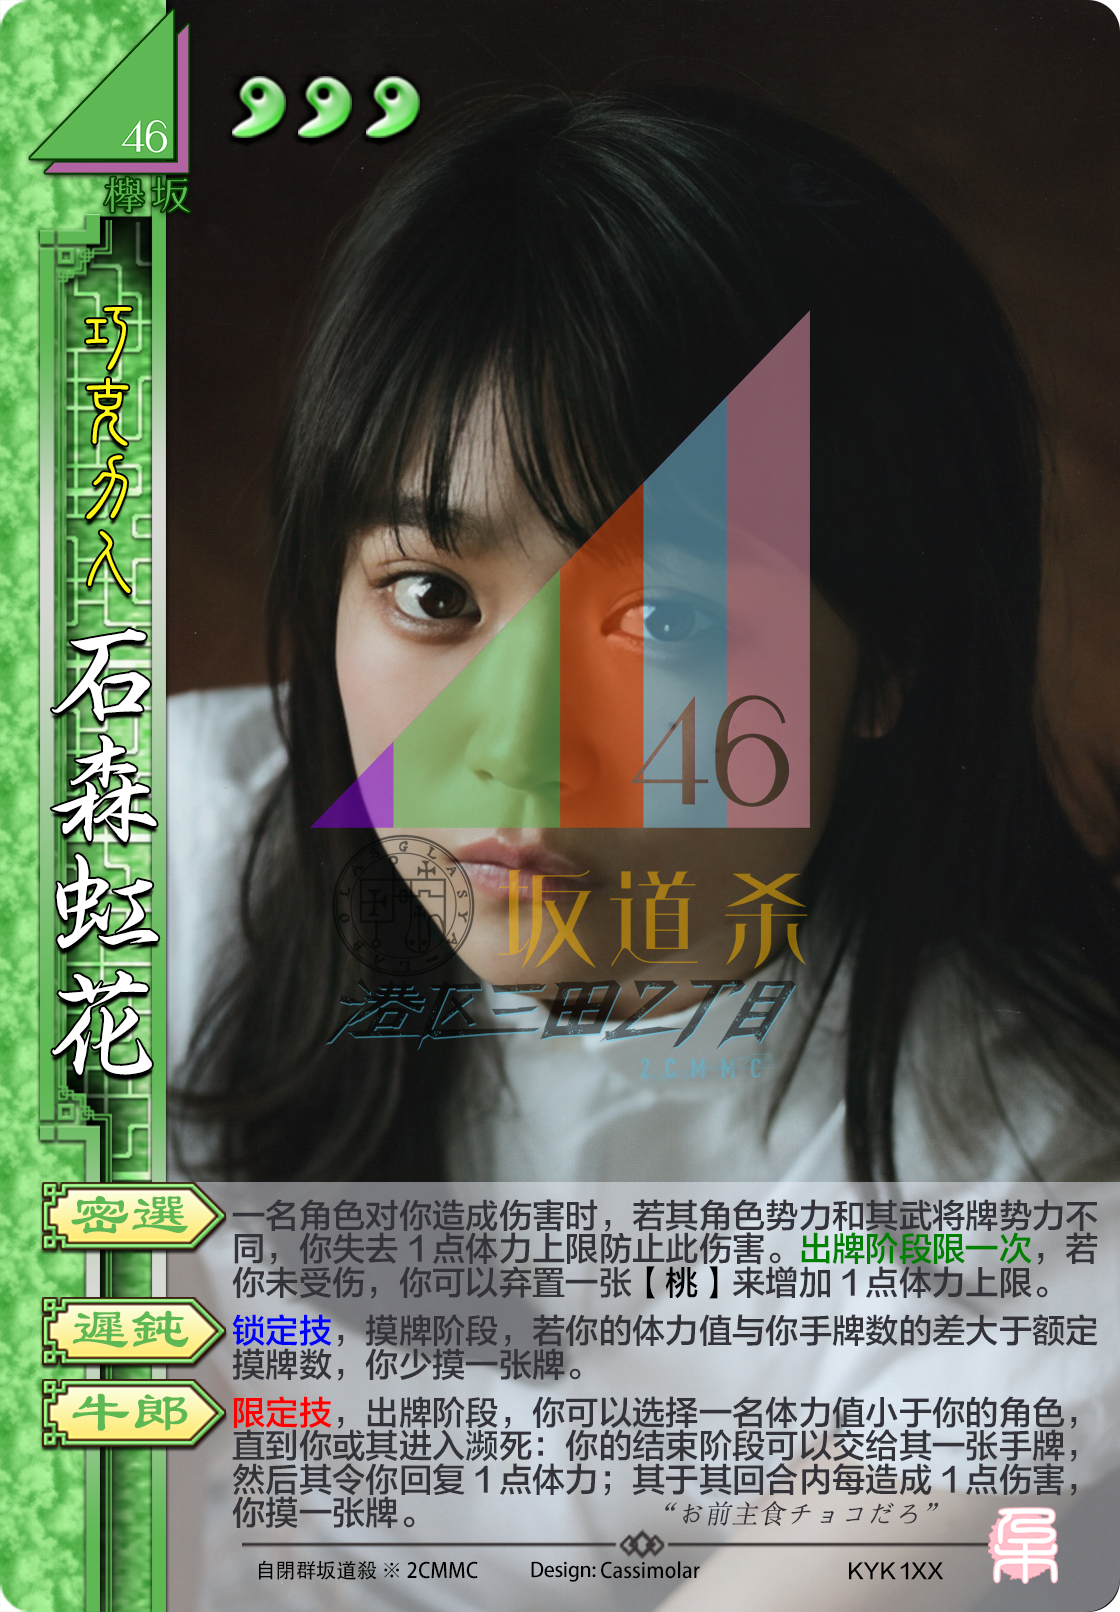 46
欅坂
巧克力人
石森虹花
46
坂道杀
港区三田2丁目
2CMMC
密選
一名角色对你造成伤害时，若其角色势力和其武将牌势力不
同，你失去1点体力上限防止此伤害。出牌阶段限一次，若
你未受伤，你可以弃置一张【桃】来增加1点体力上限。
遲鈍
锁定技，摸牌阶段，若你的体力值与你手牌数的差大于额定
摸牌数，你少摸一张牌。
牛郎
限定技，出牌阶段，你可以选择一名体力值小于你的角色，
直到你或其进入濒死：你的结束阶段可以交给其一张手牌，
然后其令你回复1点体力；其于其回合内每造成1点伤害，
你摸一张牌。
“お前主食チョコだろ”
自閉群坂道殺 ※ 2CMMC Design: Cassimolar KYK 1XX